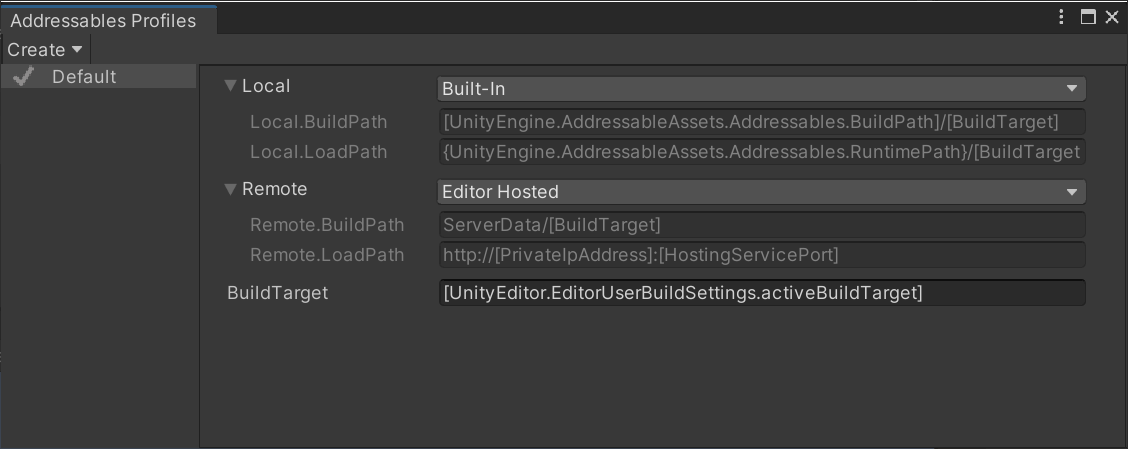 Addressables Profiles
Create
Default
Local
Built-In
Local.BuildPath
[UnityEngine.AddressableAssets.Addressables.BuildPath]/[BuildTarget]
Local.LoadPath
{UnityEngine.AddressableAssets.Addressables.RuntimePath}/[BuildTarget
Remote
Editor Hosted
Remote.BuildPath
ServerData/[BuildTarget]
Remote.LoadPath
http://[PrivateIpAddress]:[HostingServicePort]
BuildTarget
[UnityEditor.EditorUserBuildSettings.activeBuildTarget]